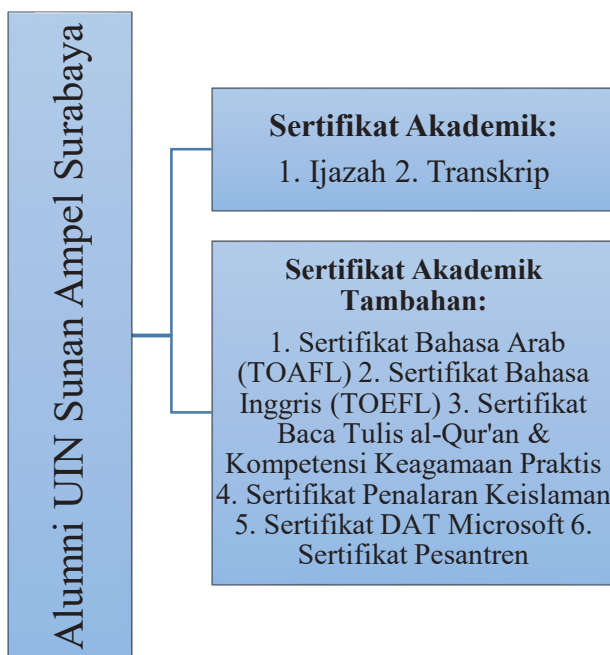 Alumni UIN Sunan Ampel Surabaya
Sertifikat Akademik:
1. Ijazah 2. Transkrip
Sertifikat Akademik
Tambahan:
1. Sertifikat Bahasa Arab
(TOAFL) 2. Sertifikat Bahasa
Inggris (TOEFL) 3. Sertifikat
Baca Tulis al-Qur'an &
Kompetensi Keagamaan Praktis
4. Sertifikat Penalaran Keislaman
5. Sertifikat DAT Microsoft 6.
Sertifikat Pesantren